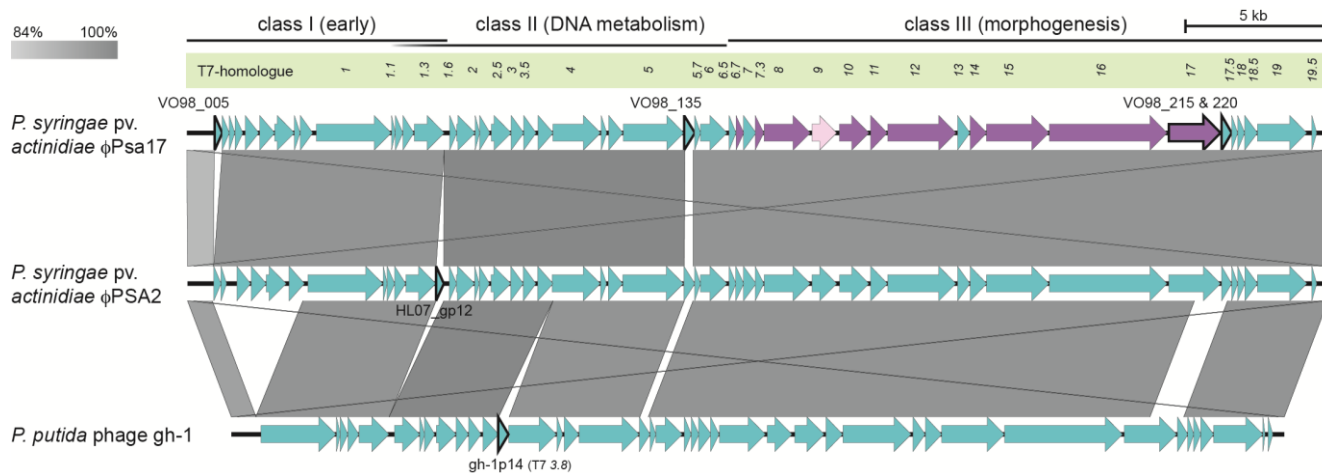 class I (early) class II (DNA metabolism) class III (morphogenesis) 5 kb
84% 100%
T7-homologue 1 1.1 1.3 1.6 2 2.5 3 3.5 4 5 5.7 6 6.5 6.7 7 7.3 8 9 10 11 12 13 14 15 16 17 17.5 18 18.5 19 19.5
VO98_005 VO98_135 VO98_215 & 220
P. syringae pv.
actinidiae ϕPsa17
P. syringae pv.
actinidiae ϕPSA2
HL07_gp12
P. putida phage gh-1
gh-1p14 (T7 3.8)